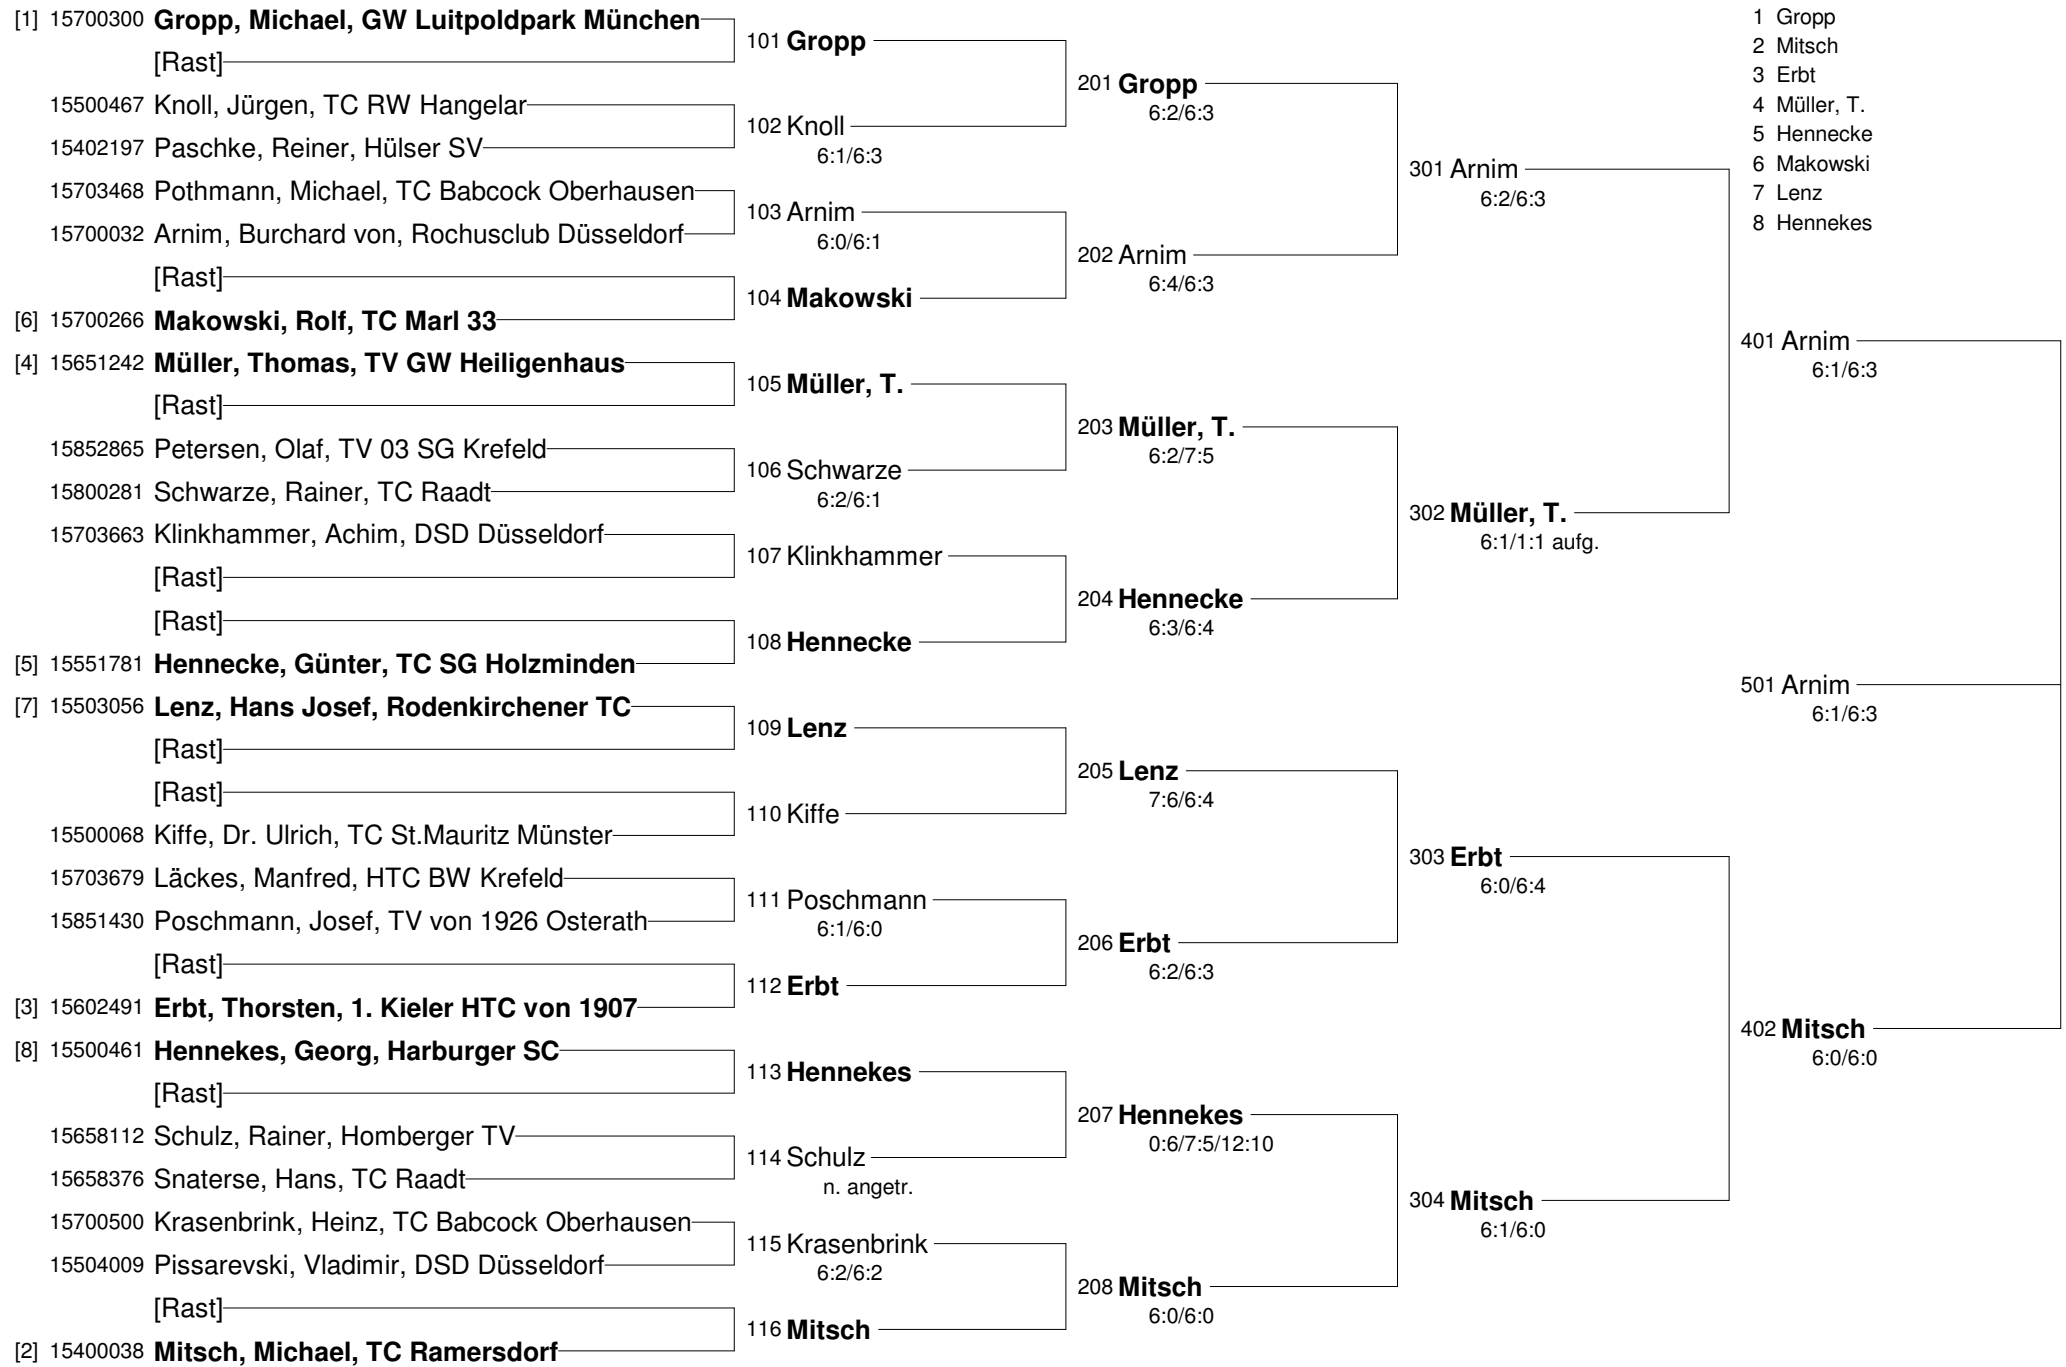 [1] 15700300 Gropp, Michael, GW Luitpoldpark München
[Rast]
15500467 Knoll, Jürgen, TC RW Hangelar
15402197 Paschke, Reiner, Hülser SV
15703468 Pothmann, Michael, TC Babcock Oberhausen
15700032 Arnim, Burchard von, Rochusclub Düsseldorf
[Rast]
[6] 15700266 Makowski, Rolf, TC Marl 33
[4] 15651242 Müller, Thomas, TV GW Heiligenhaus
[Rast]
15852865 Petersen, Olaf, TV 03 SG Krefeld
15800281 Schwarze, Rainer, TC Raadt
15703663 Klinkhammer, Achim, DSD Düsseldorf
[Rast]
[Rast]
[5] 15551781 Hennecke, Günter, TC SG Holzminden
[7] 15503056 Lenz, Hans Josef, Rodenkirchener TC
[Rast]
[Rast]
15500068 Kiffe, Dr. Ulrich, TC St.Mauritz Münster
15703679 Läckes, Manfred, HTC BW Krefeld
15851430 Poschmann, Josef, TV von 1926 Osterath
[Rast]
[3] 15602491 Erbt, Thorsten, 1. Kieler HTC von 1907
[8] 15500461 Hennekes, Georg, Harburger SC
[Rast]
15658112 Schulz, Rainer, Homberger TV
15658376 Snaterse, Hans, TC Raadt
15700500 Krasenbrink, Heinz, TC Babcock Oberhausen
15504009 Pissarevski, Vladimir, DSD Düsseldorf
[Rast]
[2] 15400038 Mitsch, Michael, TC Ramersdorf
101 Gropp
102 Knoll
6:1/6:3
103 Arnim
6:0/6:1
104 Makowski
105 Müller, T.
106 Schwarze
6:2/6:1
107 Klinkhammer
108 Hennecke
109 Lenz
110 Kiffe
111 Poschmann
6:1/6:0
112 Erbt
113 Hennekes
114 Schulz
n. angetr.
115 Krasenbrink
6:2/6:2
116 Mitsch
201 Gropp
6:2/6:3
202 Arnim
6:4/6:3
203 Müller, T.
6:2/7:5
204 Hennecke
6:3/6:4
205 Lenz
7:6/6:4
206 Erbt
6:2/6:3
207 Hennekes
0:6/7:5/12:10
208 Mitsch
6:0/6:0
301 Arnim
6:2/6:3
302 Müller, T.
6:1/1:1 aufg.
303 Erbt
6:0/6:4
304 Mitsch
6:1/6:0
401 Arnim
6:1/6:3
501 Arnim
6:1/6:3
402 Mitsch
6:0/6:0
1 Gropp
2 Mitsch
3 Erbt
4 Müller, T.
5 Hennecke
6 Makowski
7 Lenz
8 Hennekes